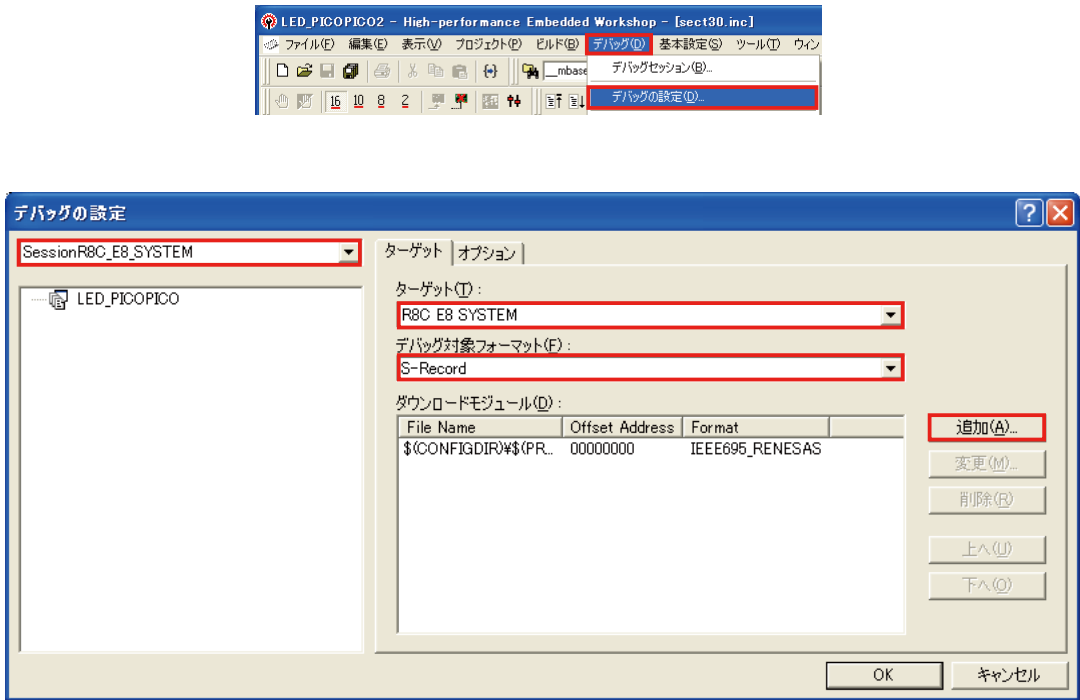 LED_PICOPICO2 - High-performance Embedded Workshop - [sect30.inc]
ファイル(F) 編集(E) 表示(V) プロジェクト(P) ビルド(B) デバッグ(D) 基本設定(S) ツール(T) ウィン
__mbase
デバッグセッション(B)...
16 10 8 2
デバッグの設定(D)...
デバッグの設定
SessionR8C_E8_SYSTEM
LED_PICOPICO
ターゲット オプション
ターゲット(T) :
R8C E8 SYSTEM
デバッグ対象フォーマット(F) :
S-Record
ダウンロードモジュール(D) :
File Name Offset Address Format
$(CONFIGDIR)¥$(PR... 00000000 IEEE695_RENESAS
追加(A)...
変更(M)...
削除(R)
上へ(U)
下へ(O)
OK キャンセル